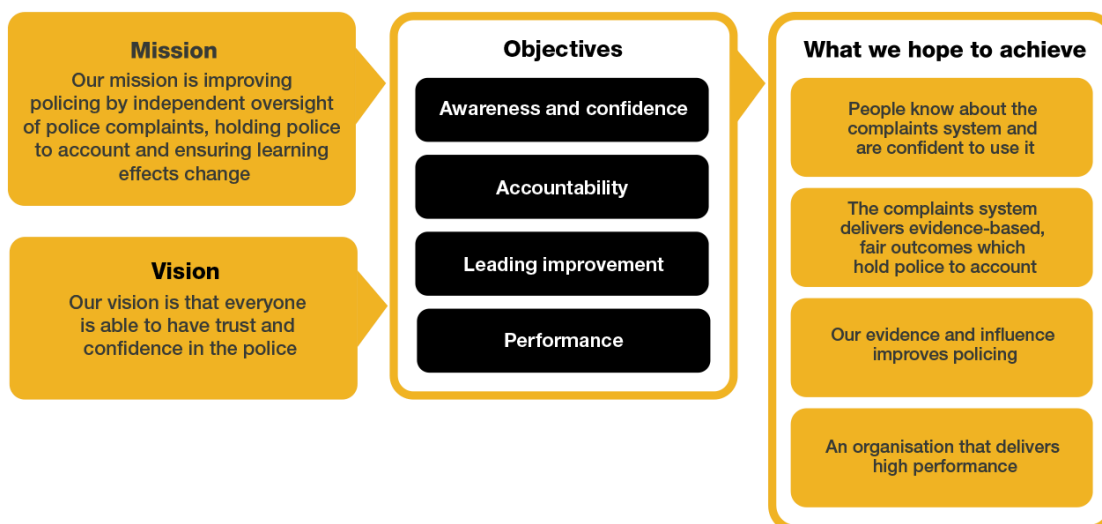 Mission
Our mission is improving
policing by independent oversight
of police complaints, holding police
to account and ensuring learning
effects change
Vision
Our vision is that everyone
is able to have trust and
confidence in the police
Objectives
Awareness and confidence
Accountability
Leading improvement
Performance
What we hope to achieve
People know about the
complaints system and
are confident to use it
The complaints system
delivers evidence-based,
fair outcomes which
hold police to account
Our evidence and influence
improves policing
An organisation that delivers
high performance